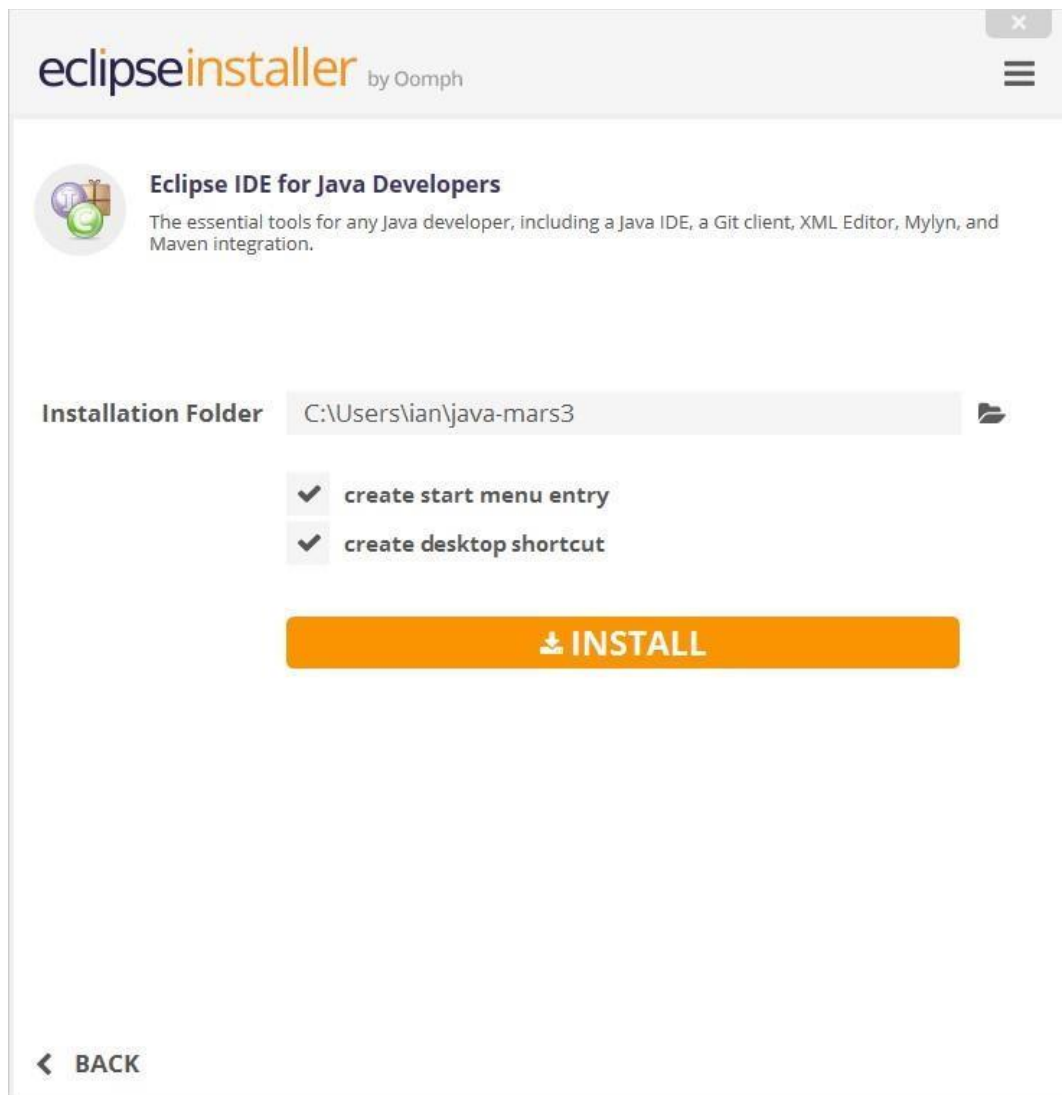 eclipseinstaller by Oomph
Eclipse IDE for Java Developers
The essential tools for any Java developer, including a Java IDE, a Git client, XML Editor, Mylyn, and
Maven integration.
Installation Folder C:\Users\ian\java-mars3
create start menu entry
create desktop shortcut
INSTALL
BACK